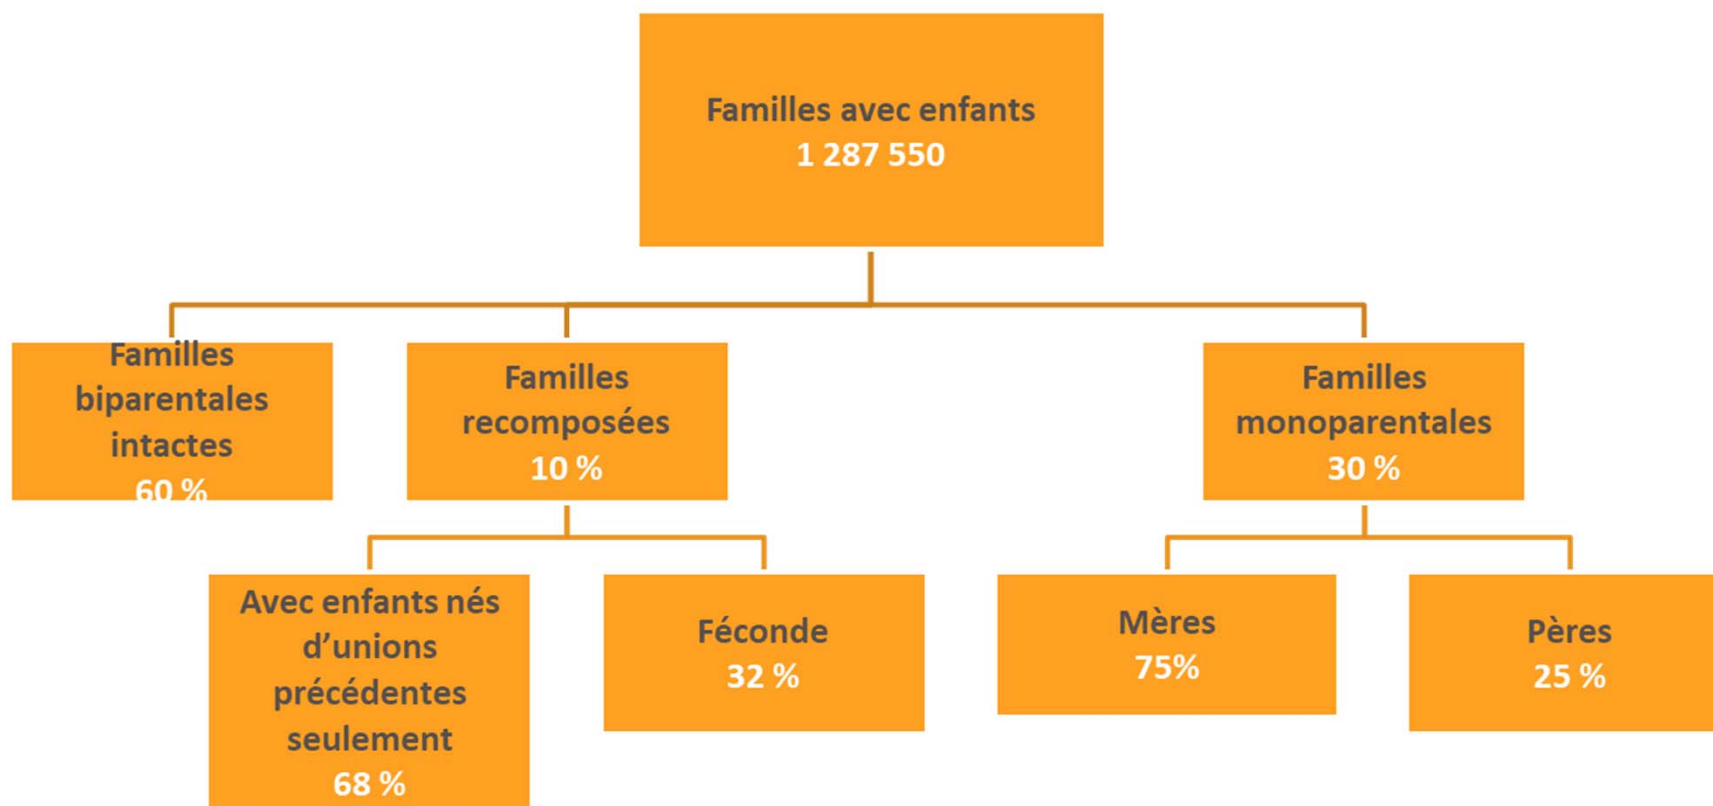 Familles avec enfants
1 287 550
Familles
biparentales
intactes
60 %
Familles
recomposées
10 %
Familles
monoparentales
30 %
Avec enfants nés
d’unions
précédentes
seulement
68 %
Féconde
32 %
Mères
75%
Pères
25 %